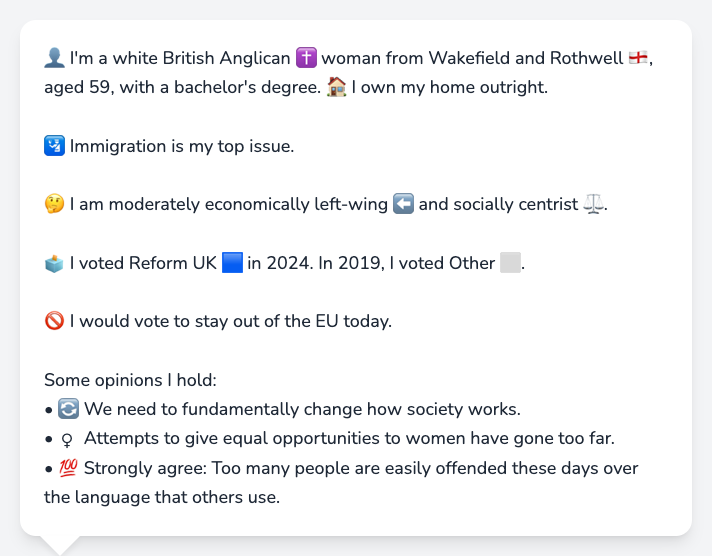 👤 I'm a white British Anglican ✝️ woman from Wakefield and Rothwell 🏴󠁧󠁢󠁥󠁮󠁧󠁿,
aged 59, with a bachelor's degree. 🏠 I own my home outright.
🛂 Immigration is my top issue.
🤔 I am moderately economically left-wing ⬅️ and socially centrist ⚖️.
🗳️ I voted Reform UK 🟦 in 2024. In 2019, I voted Other ⬜.
🚫 I would vote to stay out of the EU today.
Some opinions I hold:
• 🔄 We need to fundamentally change how society works.
• ♀ Attempts to give equal opportunities to women have gone too far.
• 💯 Strongly agree: Too many people are easily offended these days over
the language that others use.